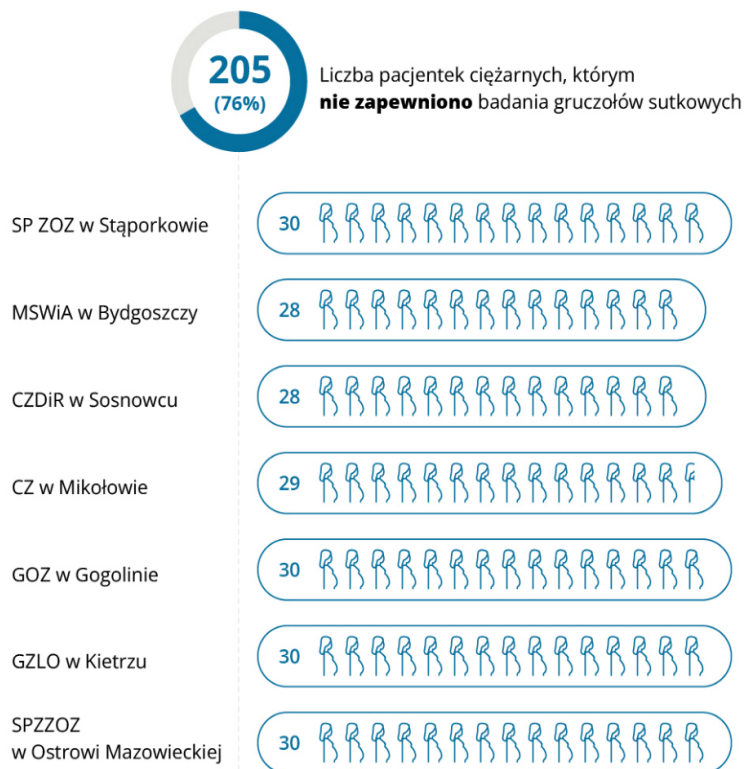 205
(76%)
Liczba pacjentek ciężarnych, którym
nie zapewniono badania gruczołów sutkowych
SP ZOZ w Stąporkowie
30
MSWiA w Bydgoszczy
28
CZDiR w Sosnowcu
28
CZ w Mikołowie
29
GOZ w Gogolinie
30
GZLO w Kietrzu
30
SPZZOZ
w Ostrowi Mazowieckiej
30